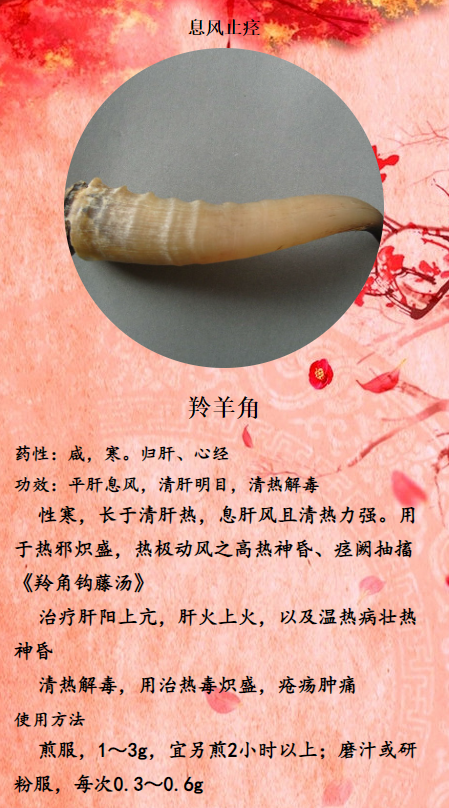 息风止痉
羚羊角
药性：咸，寒。归肝、心经
功效：平肝息风，清肝明目，清热解毒
性寒，长于清肝热，息肝风且清热力强。用
于热邪炽盛，热极动风之高热神昏、痉阙抽搐
《羚角钩藤汤》
治疗肝阳上亢，肝火上火，以及温热病壮热
神昏
清热解毒，用治热毒炽盛，疮疡肿痛
使用方法
煎服，1～3g，宜另煎2小时以上；磨汁或研
粉服，每次0.3～0.6g